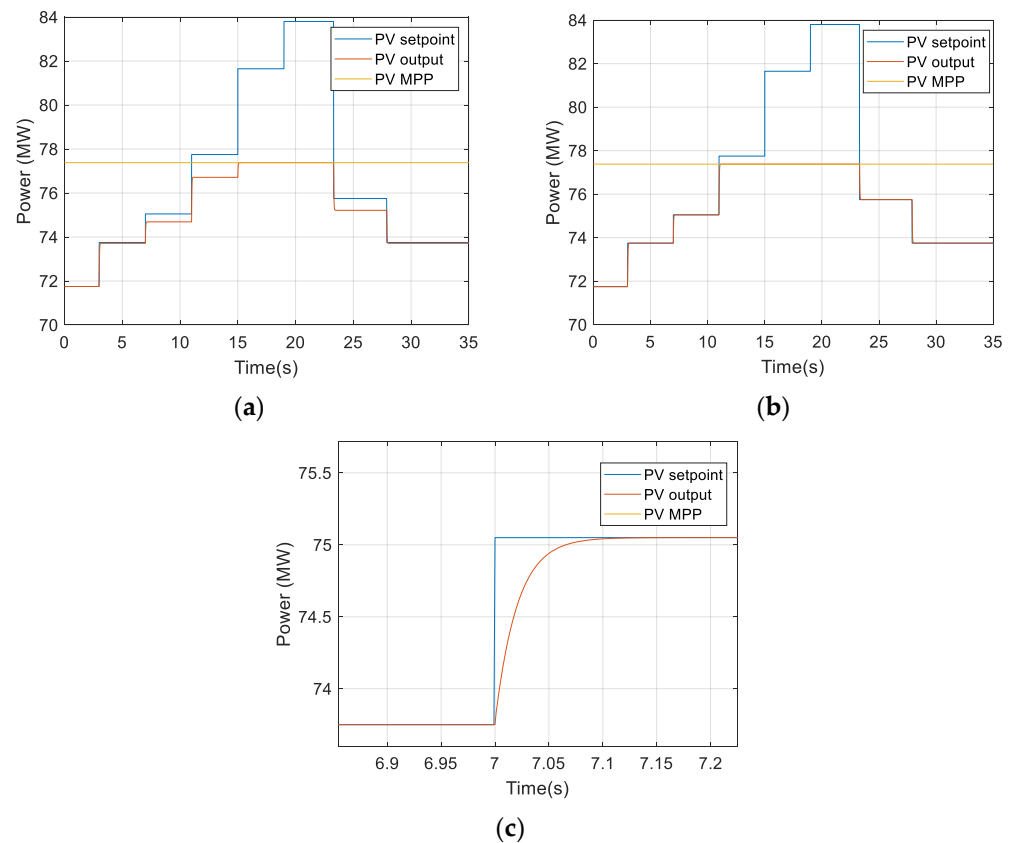 84
82
80
78
76
74
72
70
Power (MW)
0 5 10 15 20 25 30 35
Time(s)
PV setpoint
PV output
PV MPP
(a)
84
82
80
78
76
74
72
70
Power (MW)
0 5 10 15 20 25 30 35
Time(s)
PV setpoint
PV output
PV MPP
(b)
75.5
75
74.5
74
Power (MW)
6.9 6.95 7 7.05 7.1 7.15 7.2
Time(s)
PV setpoint
PV output
PV MPP
(c)